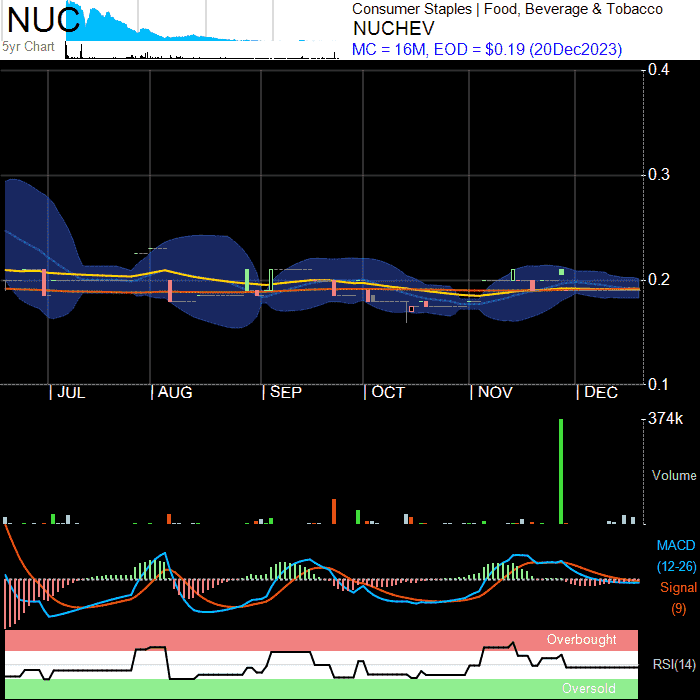 NUC
5yr Chart
Consumer Staples | Food, Beverage & Tobacco
NUCHEV
MC = 16M, EOD = $0.19 (20Dec2023)
0.4
0.3
0.2
0.1
| JUL | AUG | SEP | OCT | NOV | DEC
374k
Volume
MACD
(12-26)
Signal
(9)
Overbought
RSI(14)
Oversold